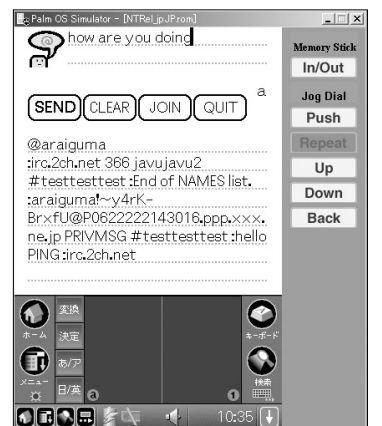 Palm OS Simulator - [NTRel_jpJP.rom]
how are you doing
Memory Stick
In/Out
Jog Dial
Push
Repeat
Up
Down
Back
a
SEND CLEAR JOIN QUIT
@araiguma
:irc.2ch.net 366 javujavu2
#testtesttest :End of NAMES list.
:araiguma!~y4rK-
BrxfU@P0622222143016.ppp.xxx.
ne.jp PRIVMSG #testtesttest :hello
PING :irc.2ch.net
変換
ホーム
決定
キーボード
あ/ア
メニュー
日/英
a
1
検索
10:35